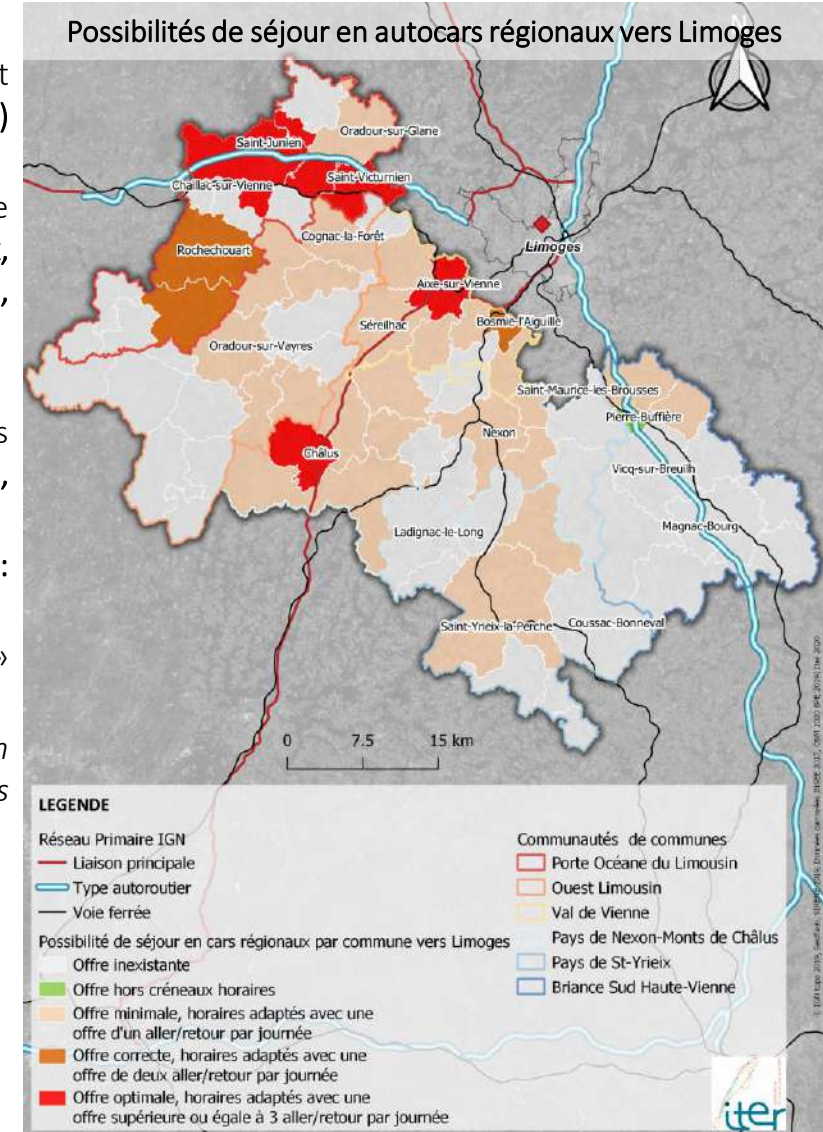 Possibilités de séjour en autocars régionaux vers Limoges
t
)
e
,
,
s
,
:
»
n
s
N
Oradour-sur-Glane
Saint-Junien
Chaillac-sur-Vienne
Saint-Victurnien
Cognac-la-Forêt
Rochechouart
Limoges
Aixe-sur-Vienne
Séreilhac
Bosmie-l'Aiguille
Oradour-sur-Vayres
Saint-Maurice-les-Brousses
Pierre-Buffière
Nexon
Châlus
Vicq-sur-Breuilh
Magnac-Bourg
Ladignac-le-Long
Saint-Yrieix-la-Perche
Coussac-Bonneval
0 7.5 15 km
LEGENDE
Réseau Primaire IGN
Liaison principale
Type autoroutier
Voie ferrée
Possibilité de séjour en cars régionaux par commune vers Limoges
Offre inexistante
Offre hors créneaux horaires
Offre minimale, horaires adaptés avec une
offre d'un aller/retour par journée
Offre correcte, horaires adaptés avec une
offre de deux aller/retour par journée
Offre optimale, horaires adaptés avec une
offre supérieure ou égale à 3 aller/retour par journée
Communautés de communes
Porte Océane du Limousin
Ouest Limousin
Val de Vienne
Pays de Nexon-Monts de Châlus
Pays de St-Yrieix
Briance Sud Haute-Vienne
iter